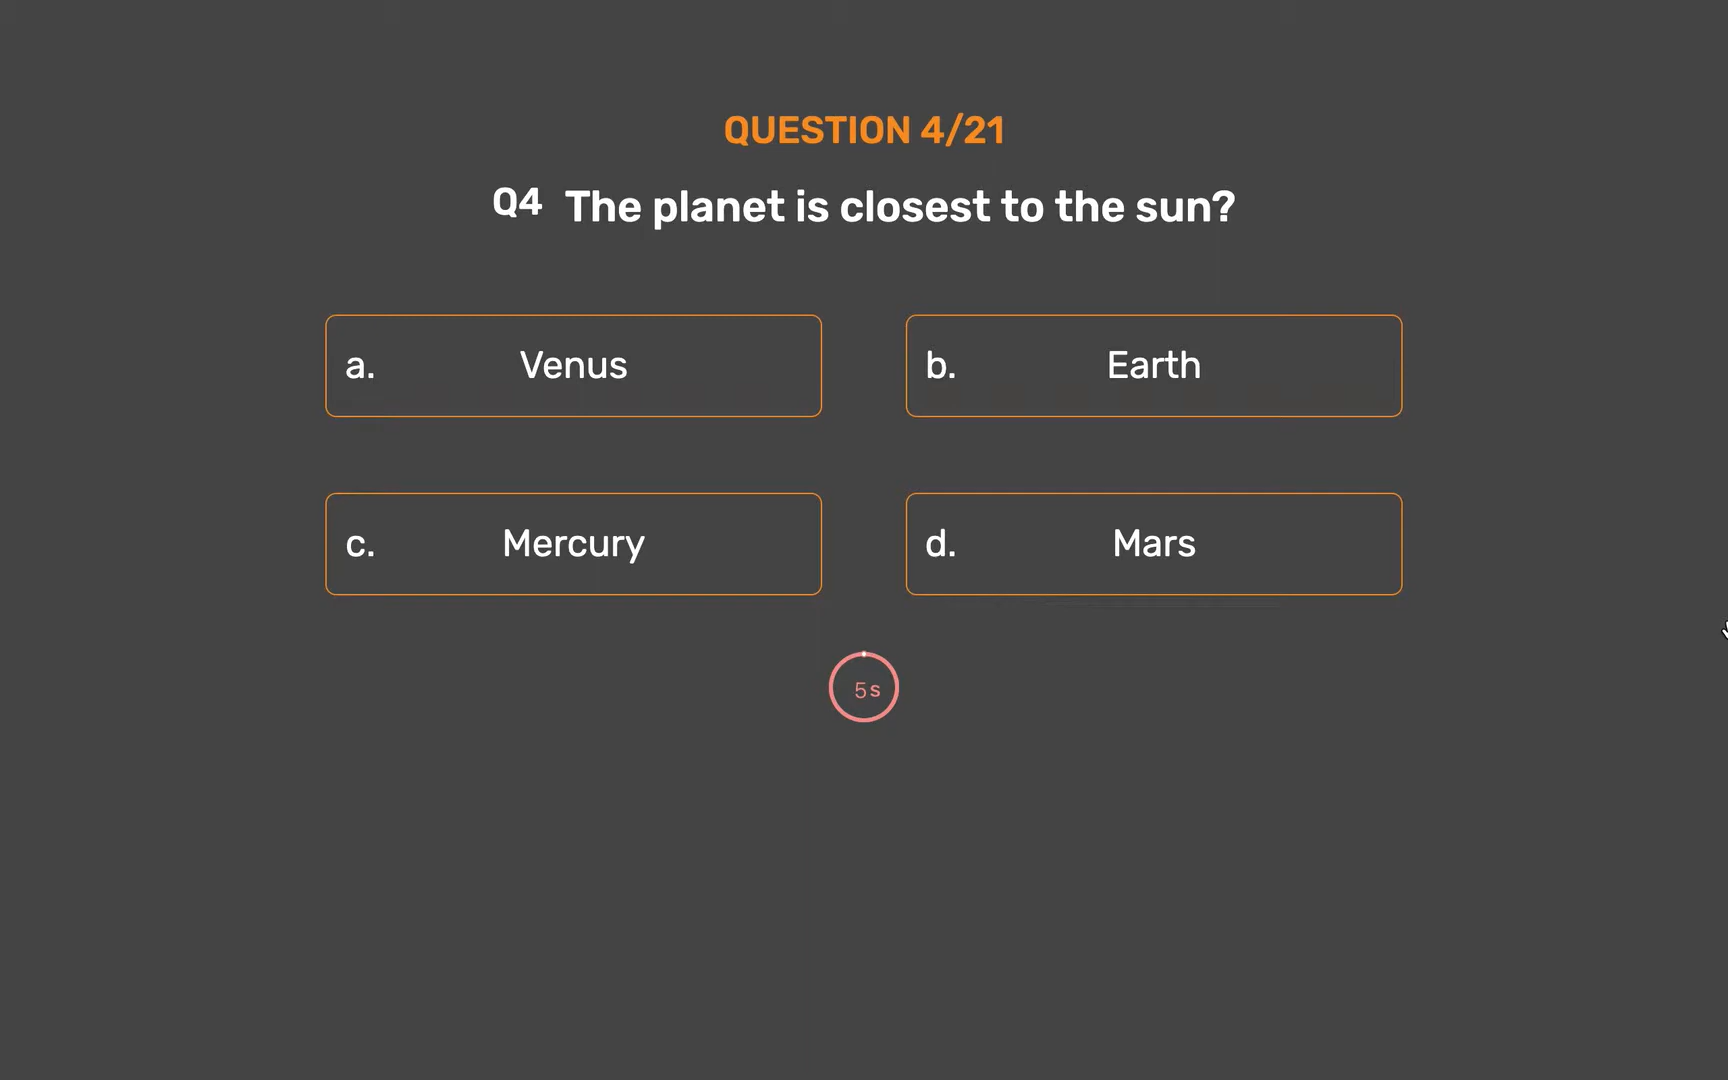 QUESTION 4/21
Q4 The planet is closest to the sun?
a. Venus
b. Earth
c. Mercury
d. Mars
5s